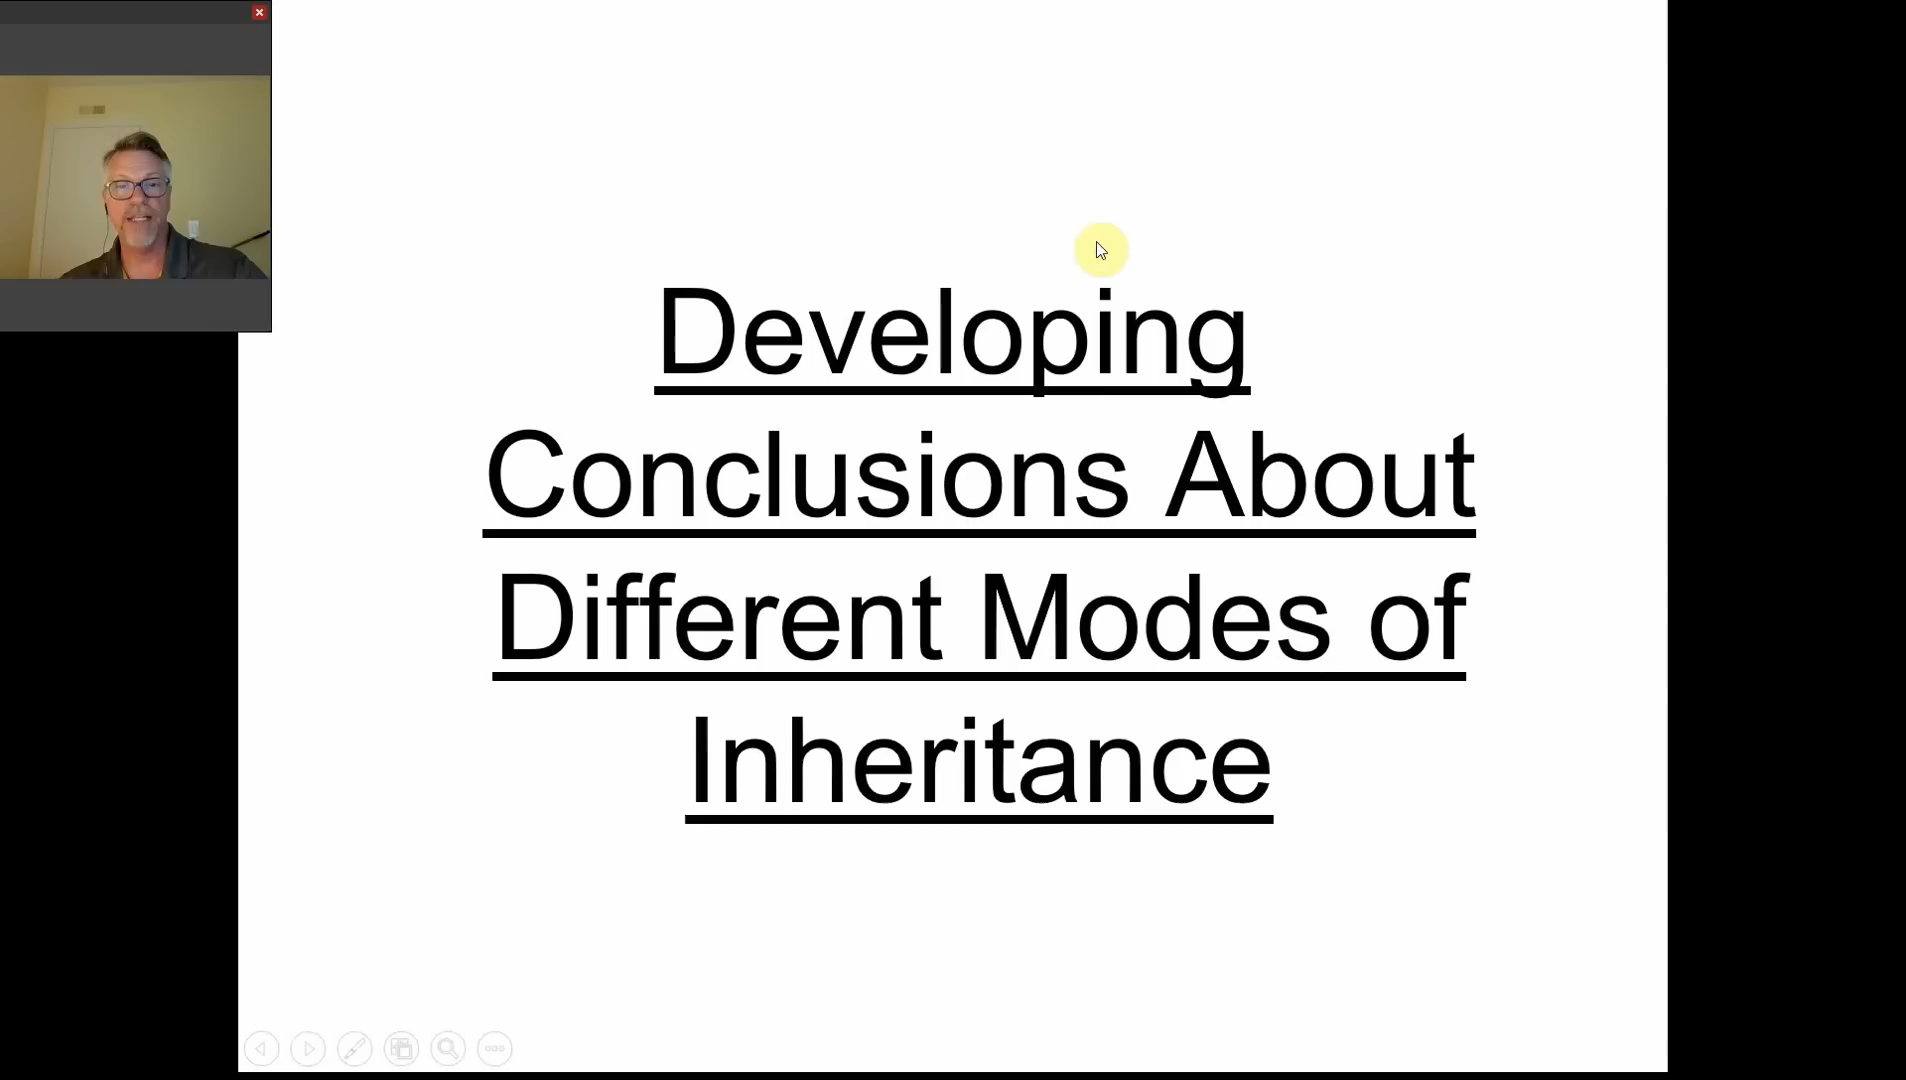 Developing
Conclusions About
Different Modes of
Inheritance